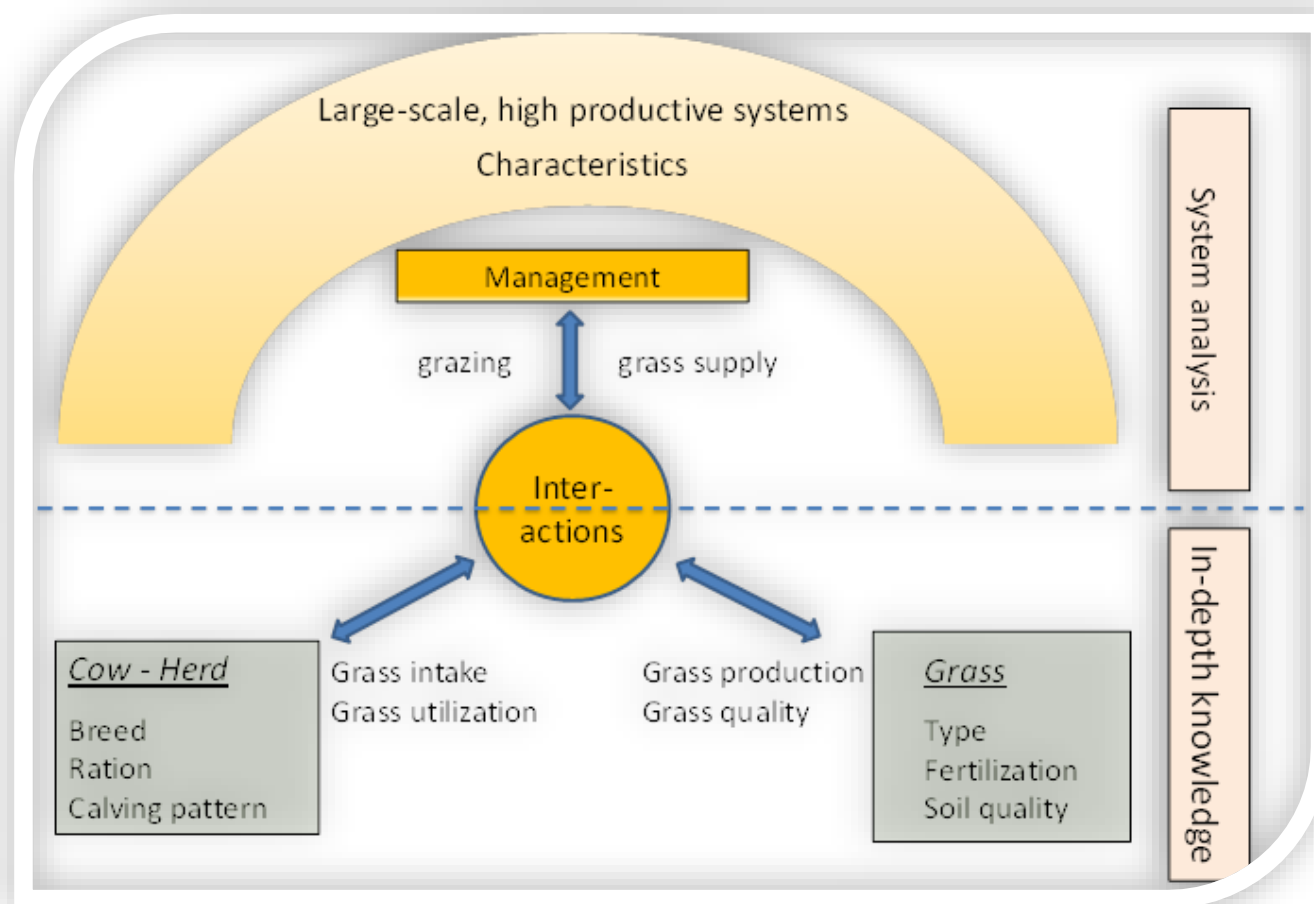 Large-scale, high productive systems
Characteristics
Management
grazing
grass supply
System analysis
Inter-
actions
In-depth knowledge
Cow - Herd
Breed
Ration
Calving pattern
Grass intake
Grass utilization
Grass production
Grass quality
Grass
Type
Fertilization
Soil quality